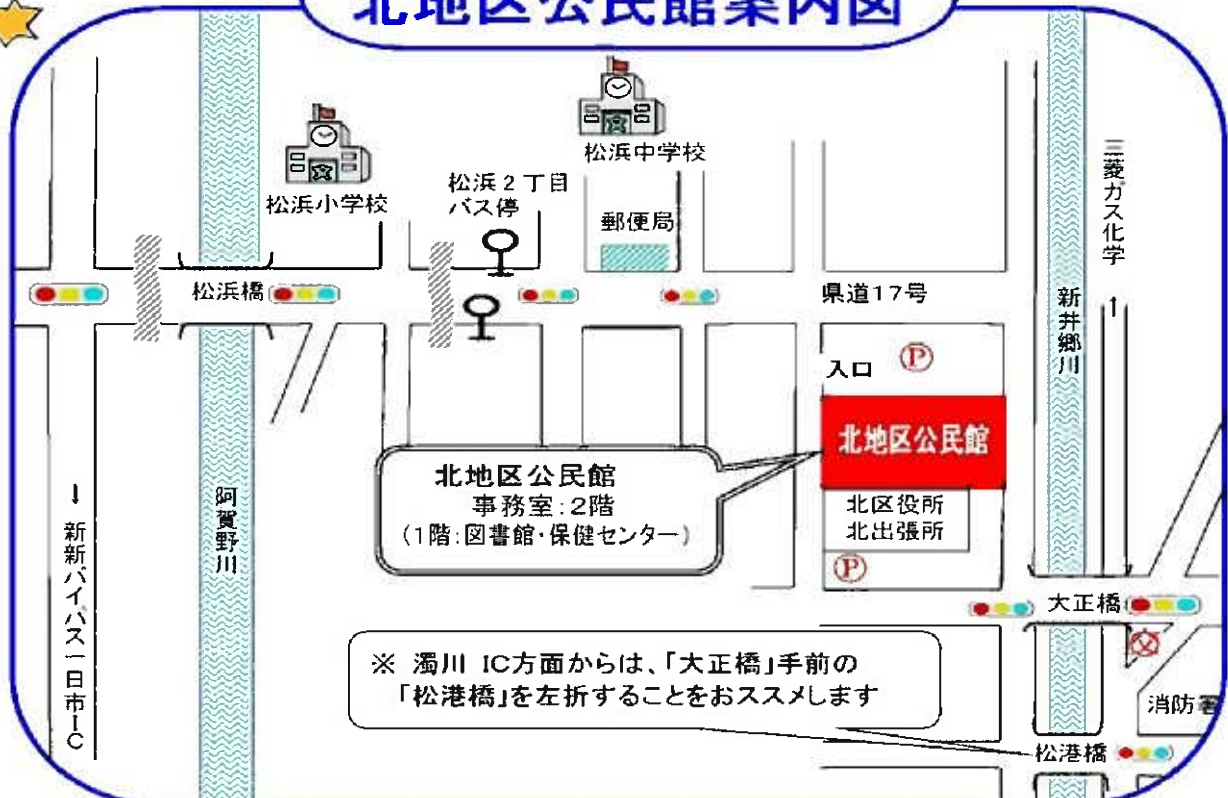 北地区公民館案内図
松浜中学校
松浜小学校
松浜2丁目
バス停
郵便局
三菱ガス化学
↑
松浜橋
県道17号
新井郷川
入口
P
北地区公民館
北地区公民館
事務室:2階
(1階:図書館・保健センター)
北区役所
北出張所
P
阿賀野川
↓ 新新バイパス一日市IC
大正橋
※ 濁川 IC方面からは、「大正橋」手前の
「松港橋」を左折することをおススメします
消防署
松港橋